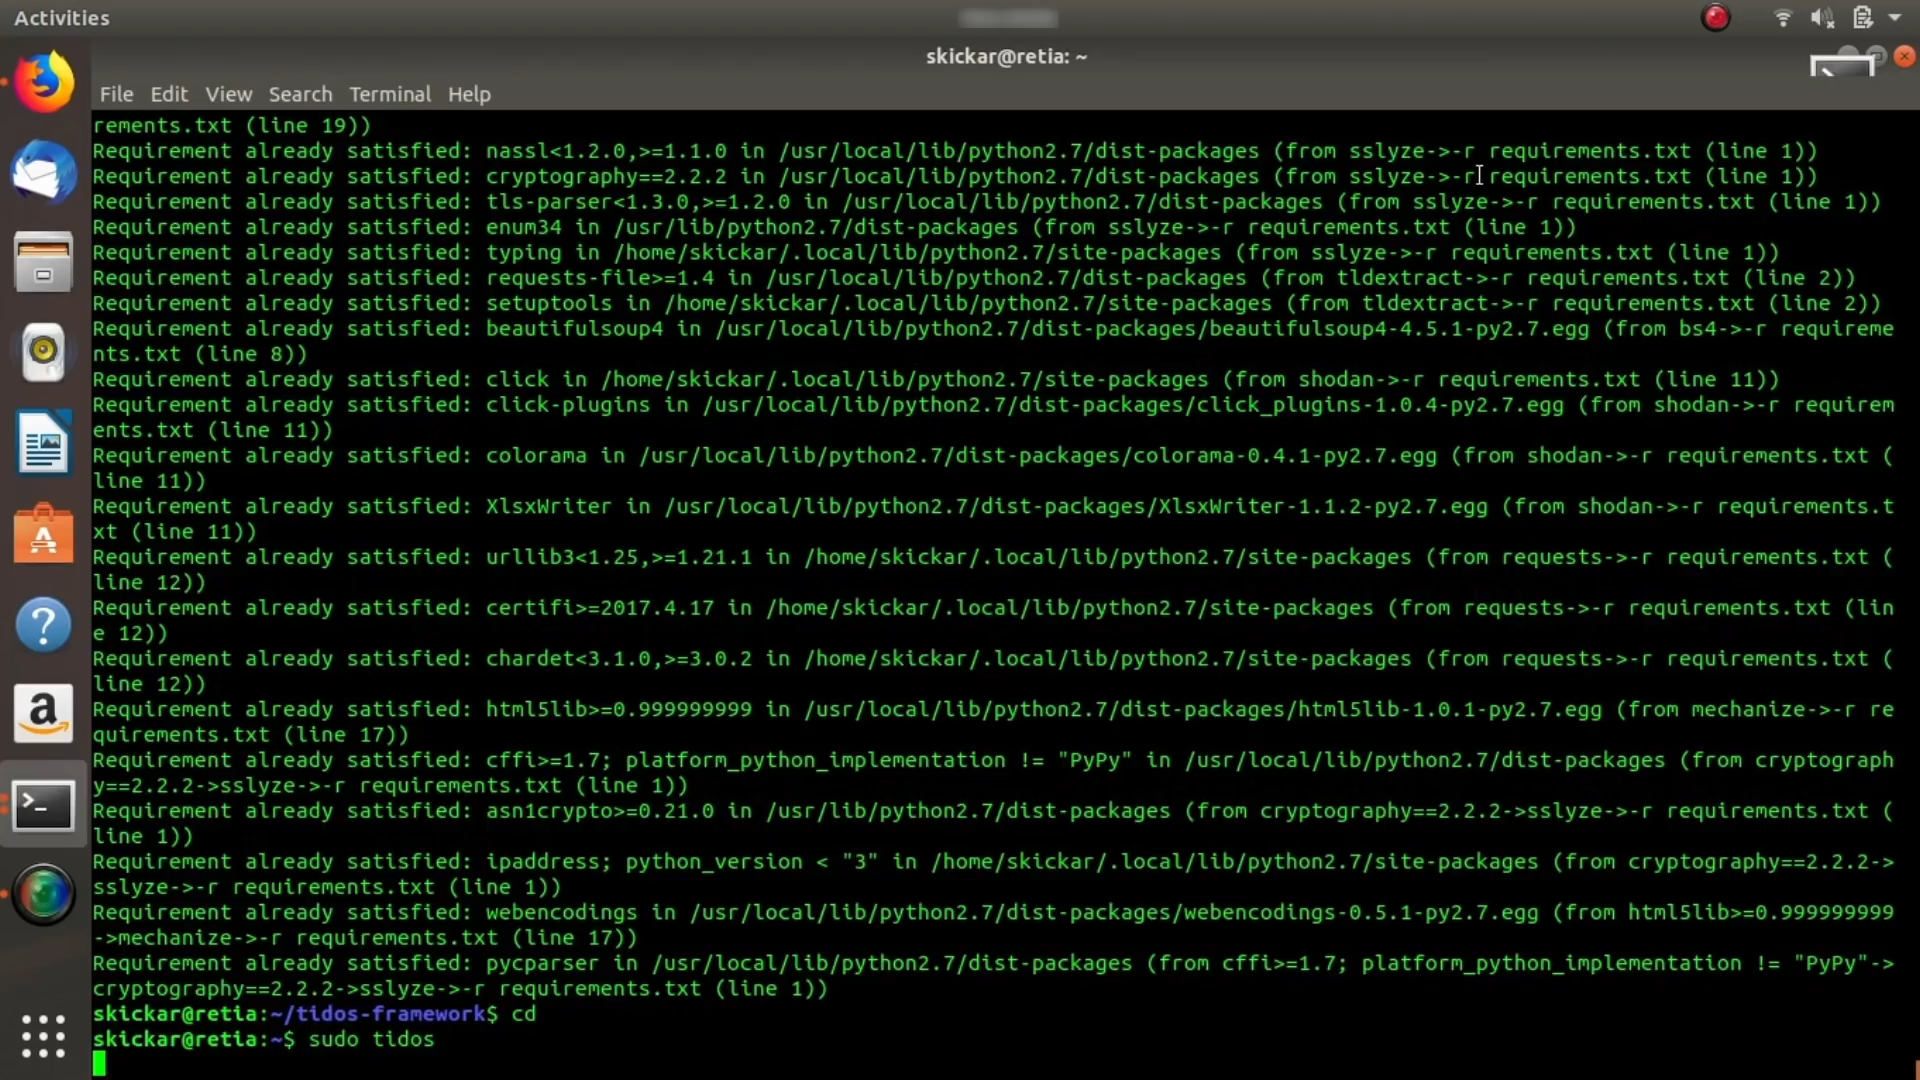 Activities
skickar@retia: ~
File Edit View Search Terminal Help
rements.txt (line 19))
Requirement already satisfied: nassl<1.2.0,>=1.1.0 in /usr/local/lib/python2.7/dist-packages (from sslyze->-r requirements.txt (line 1))
Requirement already satisfied: cryptography==2.2.2 in /usr/local/lib/python2.7/dist-packages (from sslyze->-r requirements.txt (line 1))
Requirement already satisfied: tls-parser<1.3.0,>=1.2.0 in /usr/local/lib/python2.7/dist-packages (from sslyze->-r requirements.txt (line 1))
Requirement already satisfied: enum34 in /usr/lib/python2.7/dist-packages (from sslyze->-r requirements.txt (line 1))
Requirement already satisfied: typing in /home/skickar/.local/lib/python2.7/site-packages (from sslyze->-r requirements.txt (line 1))
Requirement already satisfied: requests-file>=1.4 in /usr/local/lib/python2.7/dist-packages (from tldextract->-r requirements.txt (line 2))
Requirement already satisfied: setuptools in /home/skickar/.local/lib/python2.7/site-packages (from tldextract->-r requirements.txt (line 2))
Requirement already satisfied: beautifulsoup4 in /usr/local/lib/python2.7/dist-packages/beautifulsoup4-4.5.1-py2.7.egg (from bs4->-r requireme
nts.txt (line 8))
Requirement already satisfied: click in /home/skickar/.local/lib/python2.7/site-packages (from shodan->-r requirements.txt (line 11))
Requirement already satisfied: click-plugins in /usr/local/lib/python2.7/dist-packages/click_plugins-1.0.4-py2.7.egg (from shodan->-r requirem
ents.txt (line 11))
Requirement already satisfied: colorama in /usr/local/lib/python2.7/dist-packages/colorama-0.4.1-py2.7.egg (from shodan->-r requirements.txt (
line 11))
Requirement already satisfied: XlsxWriter in /usr/local/lib/python2.7/dist-packages/XlsxWriter-1.1.2-py2.7.egg (from shodan->-r requirements.t
xt (line 11))
Requirement already satisfied: urllib3<1.25,>=1.21.1 in /home/skickar/.local/lib/python2.7/site-packages (from requests->-r requirements.txt (
line 12))
Requirement already satisfied: certifi>=2017.4.17 in /home/skickar/.local/lib/python2.7/site-packages (from requests->-r requirements.txt (lin
e 12))
Requirement already satisfied: chardet<3.1.0,>=3.0.2 in /home/skickar/.local/lib/python2.7/site-packages (from requests->-r requirements.txt (
line 12))
Requirement already satisfied: html5lib>=0.999999999 in /usr/local/lib/python2.7/dist-packages/html5lib-1.0.1-py2.7.egg (from mechanize->-r re
quirements.txt (line 17))
Requirement already satisfied: cffi>=1.7; platform_python_implementation != "PyPy" in /usr/local/lib/python2.7/dist-packages (from cryptograph
y==2.2.2->sslyze->-r requirements.txt (line 1))
Requirement already satisfied: asn1crypto>=0.21.0 in /usr/lib/python2.7/dist-packages (from cryptography==2.2.2->sslyze->-r requirements.txt (
line 1))
Requirement already satisfied: ipaddress; python_version < "3" in /home/skickar/.local/lib/python2.7/site-packages (from cryptography==2.2.2->
sslyze->-r requirements.txt (line 1))
Requirement already satisfied: webencodings in /usr/local/lib/python2.7/dist-packages/webencodings-0.5.1-py2.7.egg (from html5lib>=0.999999999
->mechanize->-r requirements.txt (line 17))
Requirement already satisfied: pycparser in /usr/local/lib/python2.7/dist-packages (from cffi>=1.7; platform_python_implementation != "PyPy"->
cryptography==2.2.2->sslyze->-r requirements.txt (line 1))
skickar@retia:~/tidos-framework$ cd
skickar@retia:~$ sudo tidos